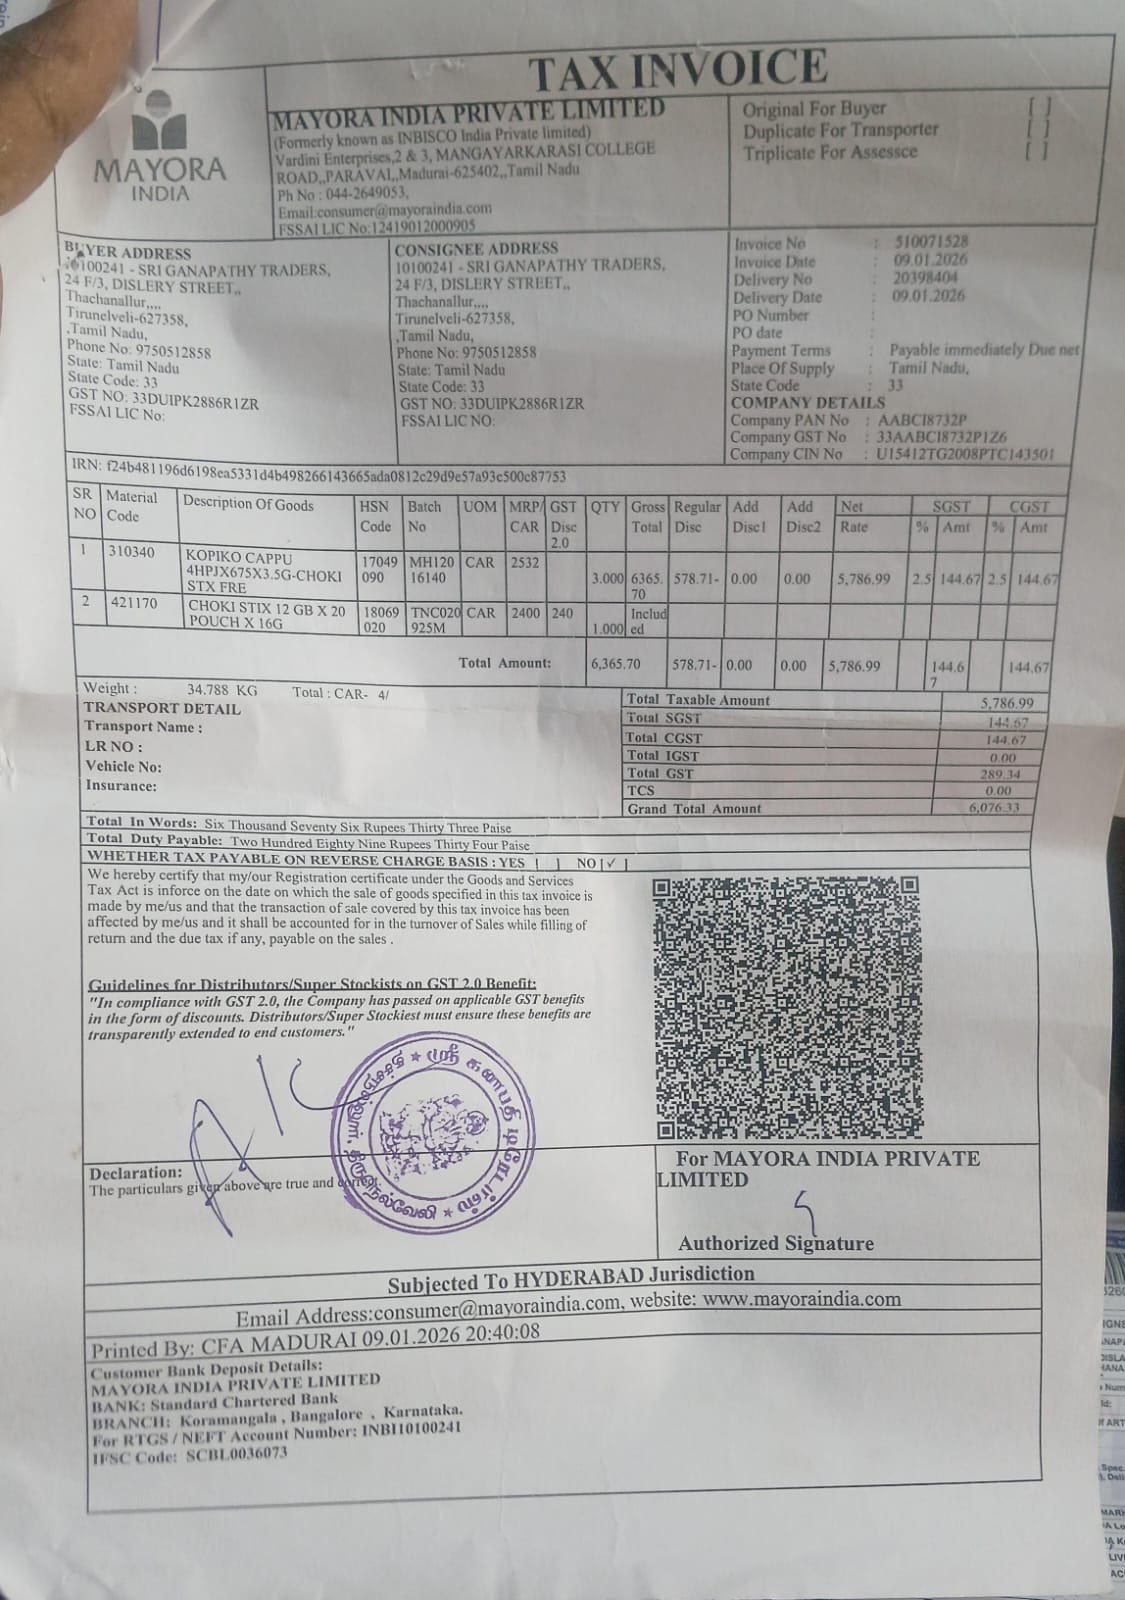 TAX INVOICE
MAYORA
INDIA
MAYORA INDIA PRIVATE LIMITED
(Formerly known as INBISCO India Private limited)
Vardini Enterprises,2 & 3, MANGAYARKARASI COLLEGE
ROAD,,PARAVAI,,Madurai-625402,,Tamil Nadu
Ph No : 044-2649053,
Email:consumer@mayoraindia.com
FSSAI LIC No:12419012000905
Original For Buyer [ ]
Duplicate For Transporter [ ]
Triplicate For Assessce [ ]
BUYER ADDRESS
10100241 - SRI GANAPATHY TRADERS,
24 F/3, DISLERY STREET,,
Thachanallur,,,,
Tirunelveli-627358,
,Tamil Nadu,
Phone No: 9750512858
State: Tamil Nadu
State Code: 33
GST NO: 33DUIPK2886R1ZR
FSSAI LIC No:
CONSIGNEE ADDRESS
10100241 - SRI GANAPATHY TRADERS,
24 F/3, DISLERY STREET,,
Thachanallur,,,,
Tirunelveli-627358,
,Tamil Nadu,
Phone No: 9750512858
State: Tamil Nadu
State Code: 33
GST NO: 33DUIPK2886R1ZR
FSSAI LIC NO:
Invoice No : 510071528
Invoice Date : 09.01.2026
Delivery No : 20398404
Delivery Date : 09.01.2026
PO Number :
PO date :
Payment Terms : Payable immediately Due net
Place Of Supply : Tamil Nadu,
State Code : 33
COMPANY DETAILS
Company PAN No : AABCI8732P
Company GST No : 33AABCI8732P1Z6
Company CIN No : U15412TG2008PTC143501
IRN: f24b481196d6198ea5331d4b498266143665ada0812c29d9e57a93c500c87753
SR NO Material Code Description Of Goods HSN Code Batch No UOM MRP/ CAR GST Disc 2.0 QTY Gross Total Regular Disc Add Disc1 Add Disc2 Net Rate SGST % Amt CGST % Amt
1 310340 KOPIKO CAPPU 4HPJX675X3.5G-CHOKI STX FRE 17049 090 MH120 16140 CAR 2532 3.000 6365. 70 578.71- 0.00 0.00 5,786.99 2.5 144.67 2.5 144.67
2 421170 CHOKI STIX 12 GB X 20 POUCH X 16G 18069 020 TNC020 925M CAR 2400 240 1.000 Includ ed
Total Amount: 6,365.70 578.71- 0.00 0.00 5,786.99 144.6 7 144.67
Weight : 34.788 KG Total : CAR- 4/
TRANSPORT DETAIL
Transport Name :
LR NO :
Vehicle No:
Insurance:
Total Taxable Amount 5,786.99
Total SGST 144.67
Total CGST 144.67
Total IGST 0.00
Total GST 289.34
TCS 0.00
Grand Total Amount 6,076.33
Total In Words: Six Thousand Seventy Six Rupees Thirty Three Paise
Total Duty Payable: Two Hundred Eighty Nine Rupees Thirty Four Paise
WHETHER TAX PAYABLE ON REVERSE CHARGE BASIS : YES [ ] NO [✓ ]
We hereby certify that my/our Registration certificate under the Goods and Services
Tax Act is inforce on the date on which the sale of goods specified in this tax invoice is
made by me/us and that the transaction of sale covered by this tax invoice has been
affected by me/us and it shall be accounted for in the turnover of Sales while filling of
return and the due tax if any, payable on the sales .
Guidelines for Distributors/Super Stockists on GST 2.0 Benefit:
"In compliance with GST 2.0, the Company has passed on applicable GST benefits
in the form of discounts. Distributors/Super Stockiest must ensure these benefits are
transparently extended to end customers."
ஸ்ரீ கணபதி டிரேடர்ஸ் ★ தச்சநல்லூர், திருநெல்வேலி ★
Declaration:
The particulars given above are true and
For MAYORA INDIA PRIVATE
LIMITED
Authorized Signature
Subjected To HYDERABAD Jurisdiction
Email Address:consumer@mayoraindia.com, website: www.mayoraindia.com
Printed By: CFA MADURAI 09.01.2026 20:40:08
Customer Bank Deposit Details:
MAYORA INDIA PRIVATE LIMITED
BANK: Standard Chartered Bank
BRANCH: Koramangala , Bangalore , Karnataka.
For RTGS / NEFT Account Number: INBI10100241
IFSC Code: SCBL0036073